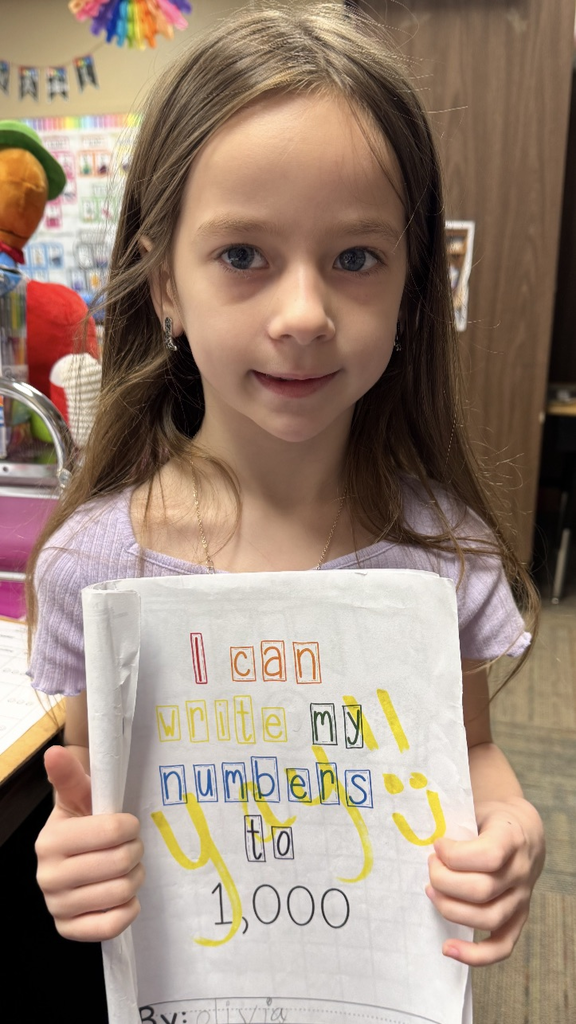 I can
write my
numbers
to
1,000
yay!! :)
By: olivia